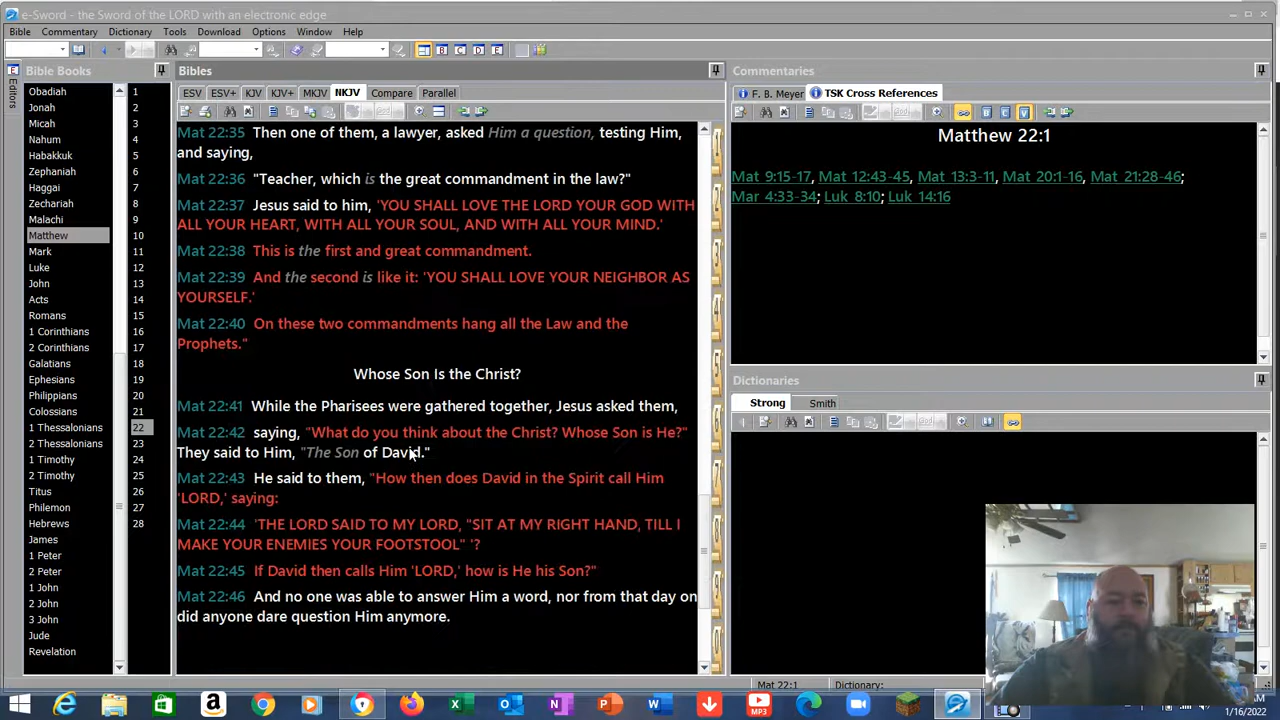 e-Sword - the Sword of the LORD with an electronic edge
Bible Commentary Dictionary Tools Download Options Window Help
B C D E
Editors
Bible Books
Obadiah
Jonah
Micah
Nahum
Habakkuk
Zephaniah
Haggai
Zechariah
Malachi
Matthew
Mark
Luke
John
Acts
Romans
1 Corinthians
2 Corinthians
Galatians
Ephesians
Philippians
Colossians
1 Thessalonians
2 Thessalonians
1 Timothy
2 Timothy
Titus
Philemon
Hebrews
James
1 Peter
2 Peter
1 John
2 John
3 John
Jude
Revelation
1
2
3
4
5
6
7
8
9
10
11
12
13
14
15
16
17
18
19
20
21
22
23
24
25
26
27
28
Bibles
ESV ESV+ KJV KJV+ MKJV NKJV Compare Parallel
Mat 22:35 Then one of them, a lawyer, asked Him a question, testing Him,
and saying,
Mat 22:36 "Teacher, which is the great commandment in the law?"
Mat 22:37 Jesus said to him, 'YOU SHALL LOVE THE LORD YOUR GOD WITH
ALL YOUR HEART, WITH ALL YOUR SOUL, AND WITH ALL YOUR MIND.'
Mat 22:38 This is the first and great commandment.
Mat 22:39 And the second is like it: 'YOU SHALL LOVE YOUR NEIGHBOR AS
YOURSELF.'
Mat 22:40 On these two commandments hang all the Law and the
Prophets."
Whose Son Is the Christ?
Mat 22:41 While the Pharisees were gathered together, Jesus asked them,
Mat 22:42 saying, "What do you think about the Christ? Whose Son is He?"
They said to Him, "The Son of David."
Mat 22:43 He said to them, "How then does David in the Spirit call Him
'LORD,' saying:
Mat 22:44 'THE LORD SAID TO MY LORD, "SIT AT MY RIGHT HAND, TILL I
MAKE YOUR ENEMIES YOUR FOOTSTOOL" '?
Mat 22:45 If David then calls Him 'LORD,' how is He his Son?"
Mat 22:46 And no one was able to answer Him a word, nor from that day on
did anyone dare question Him anymore.
1
2
3
4
5
Commentaries
F. B. Meyer TSK Cross References
B C V
Matthew 22:1
Mat 9:15-17, Mat 12:43-45, Mat 13:3-11, Mat 20:1-16, Mat 21:28-46;
Mar 4:33-34; Luk 8:10; Luk 14:16
Dictionaries
Strong Smith
Mat 22:1 Dictionary:
MP3
AM
1/16/2022